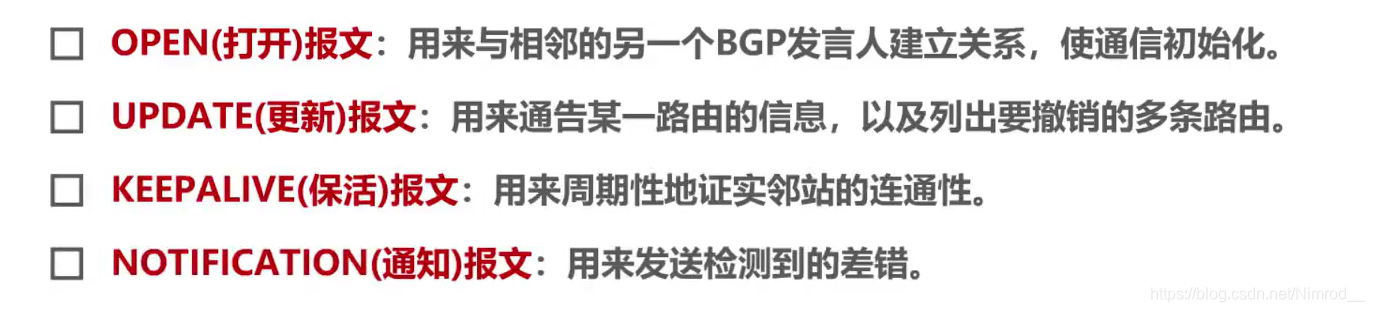 OPEN(打开)报文：用来与相邻的另一个BGP发言人建立关系，使通信初始化。
UPDATE(更新)报文：用来通告某一路由的信息，以及列出要撤销的多条路由。
KEEPALIVE(保活)报文：用来周期性地证实邻站的连通性。
NOTIFICATION(通知)报文：用来发送检测到的差错。
https://blog.csdn.net/Nimrod__